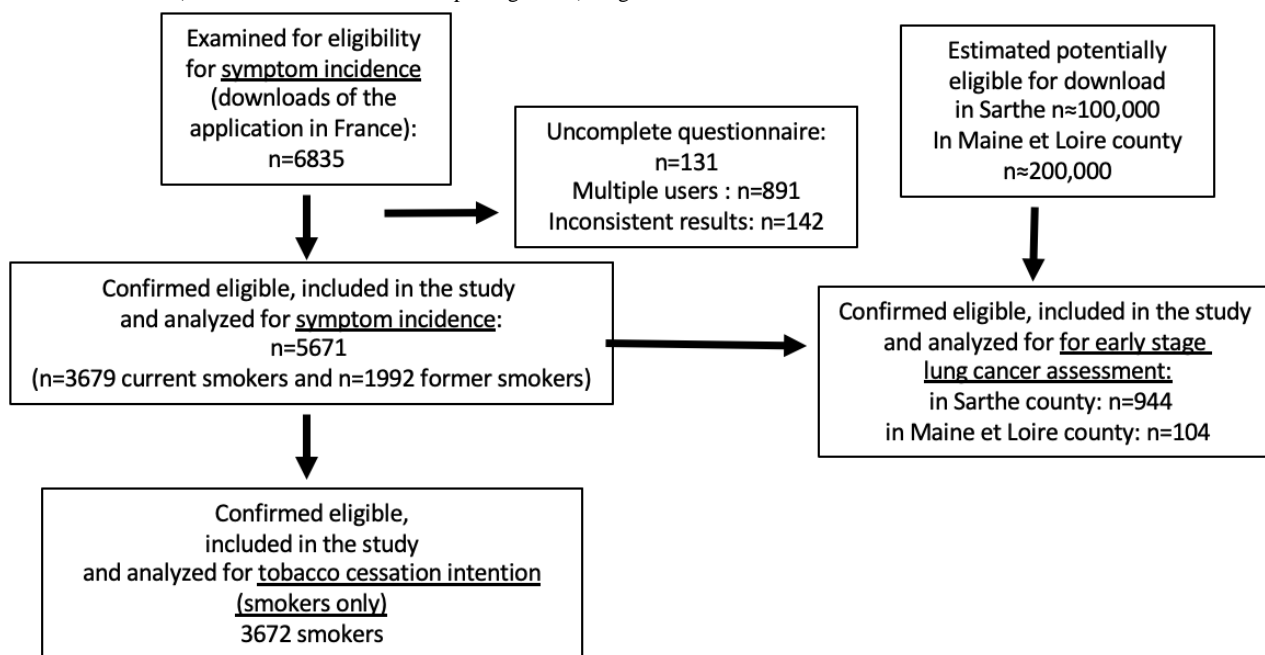 Examined for eligibility
for symptom incidence
(downloads of the
application in France):
n=6835
Uncomplete questionnaire:
n=131
Multiple users : n=891
Inconsistent results: n=142
Estimated potentially
eligible for download
in Sarthe n≈100,000
In Maine et Loire county
n≈200,000
Confirmed eligible, included in the study
and analyzed for symptom incidence:
n=5671
(n=3679 current smokers and n=1992 former smokers)
Confirmed eligible, included in the study
and analyzed for for early stage
lung cancer assessment:
in Sarthe county: n=944
in Maine et Loire county: n=104
Confirmed eligible,
included in the study
and analyzed for tobacco cessation intention
(smokers only)
3672 smokers